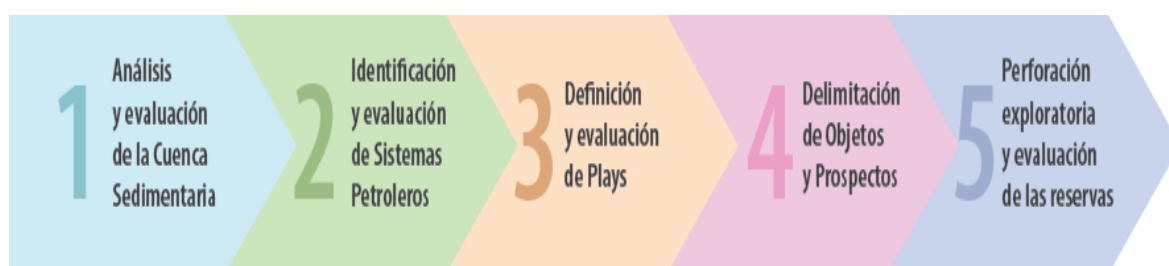 1
Análisis
y evaluación
de la Cuenca
Sedimentaria
2
Identificación
y evaluación
de Sistemas
Petroleros
3
Definición
y evaluación
de Plays
4
Delimitación
de Objetos
y Prospectos
5
Perforación
exploratoria
y evaluación
de las reservas